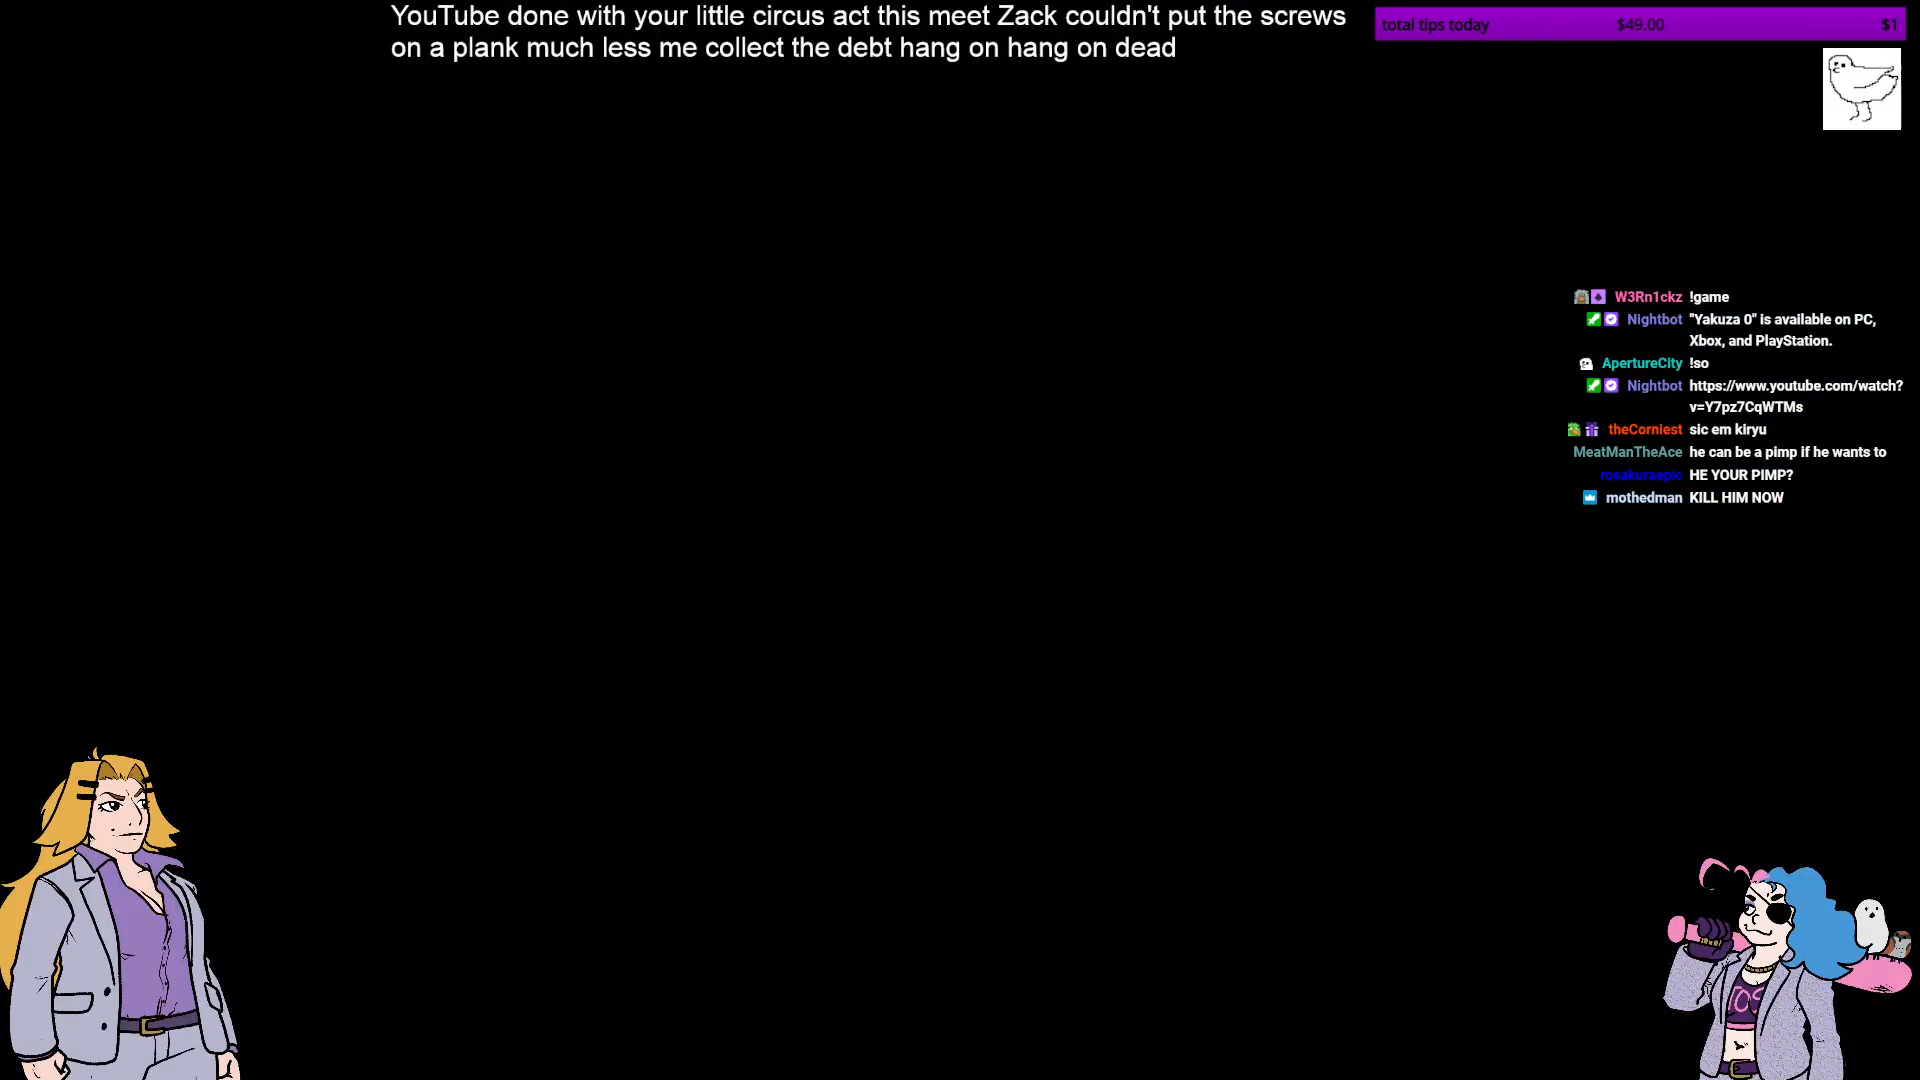 YouTube done with your little circus act this meet Zack couldn't put the screws
on a plank much less me collect the debt hang on hang on dead
total tips today $49.00 $1
W3Rn1ckz !game
Nightbot "Yakuza 0" is available on PC,
Xbox, and PlayStation.
ApertureCity !so
Nightbot https://www.youtube.com/watch?
v=Y7pz7CqWTMs
theCorniest sic em kiryu
MeatManTheAce he can be a pimp if he wants to
rosakuraepic HE YOUR PIMP?
mothedman KILL HIM NOW